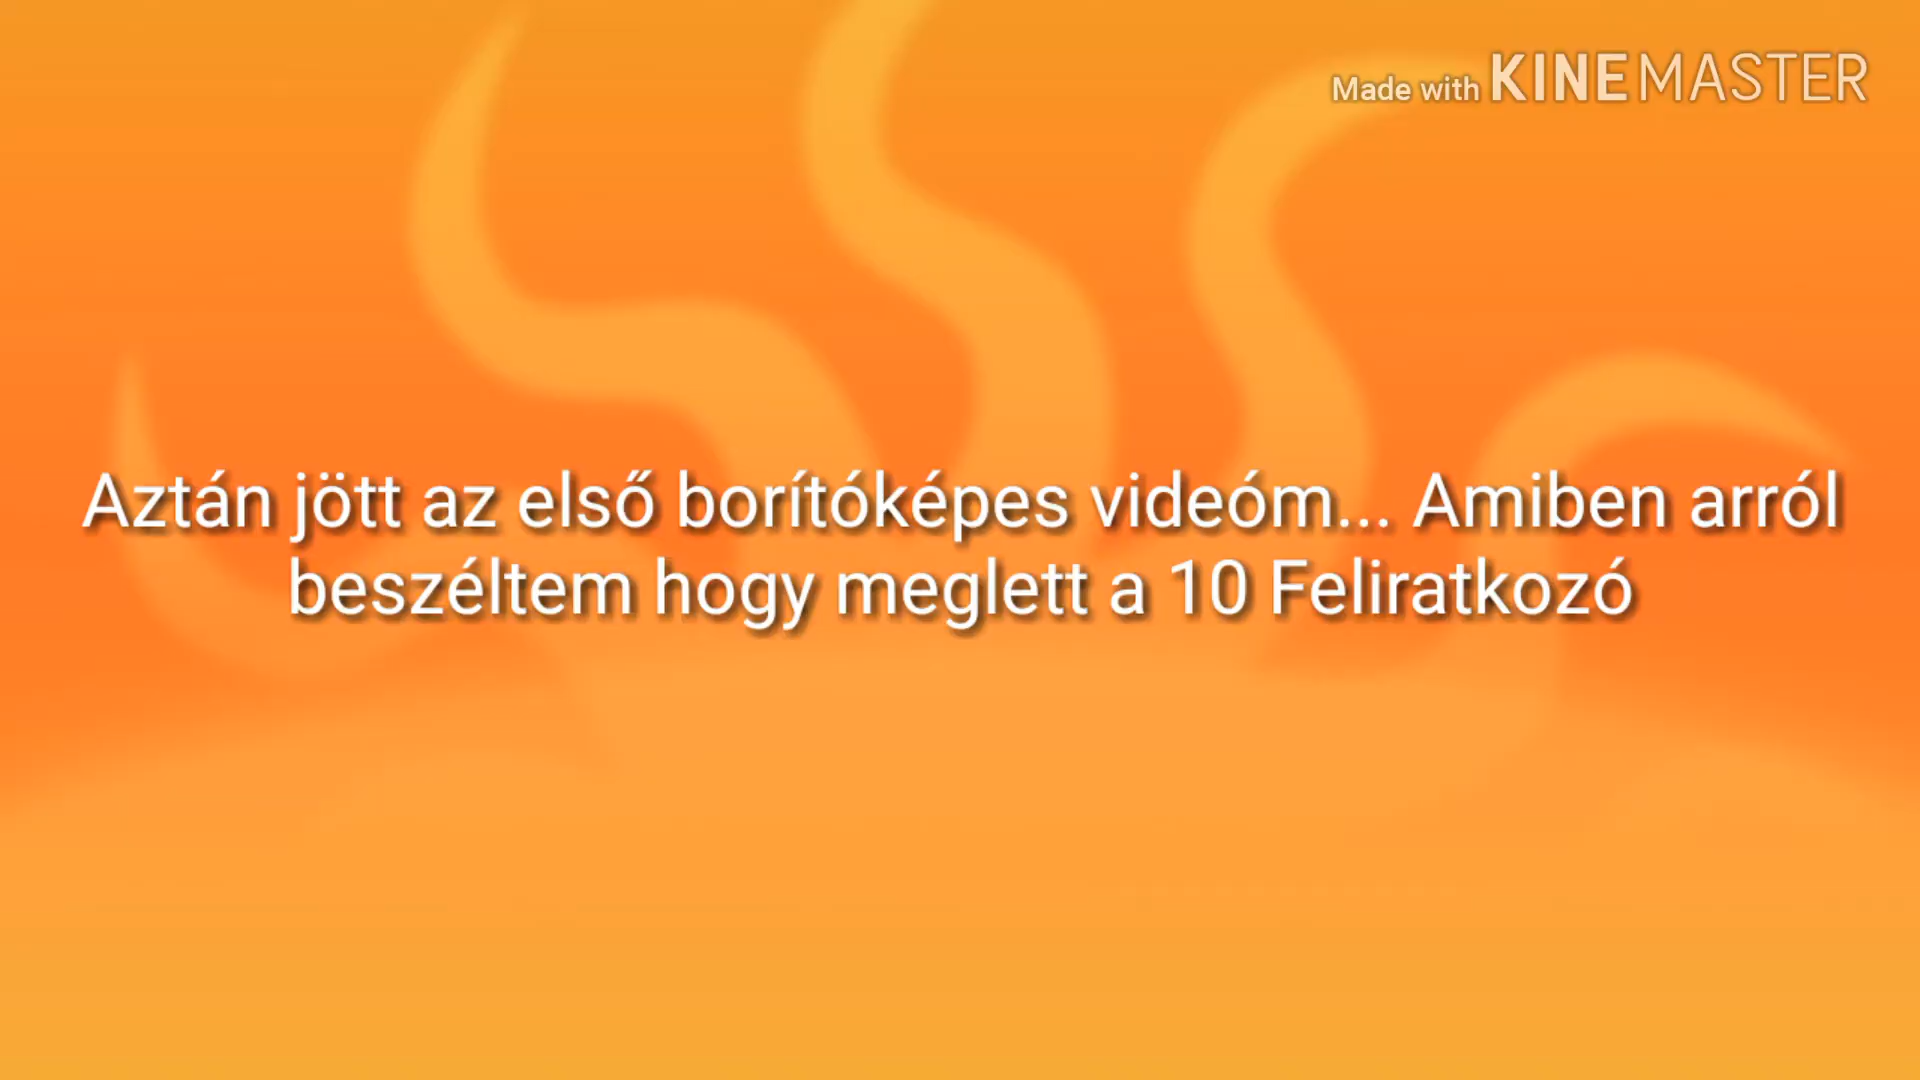 Made with KINEMASTER
Aztán jött az első borítóképes videóm... Amiben arról
beszéltem hogy meglett a 10 Feliratkozó